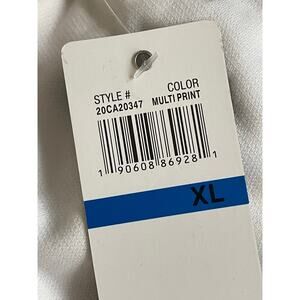 STYLE # COLOR
20CA20347 MULTI PRINT
1 90608 86928 1
XL